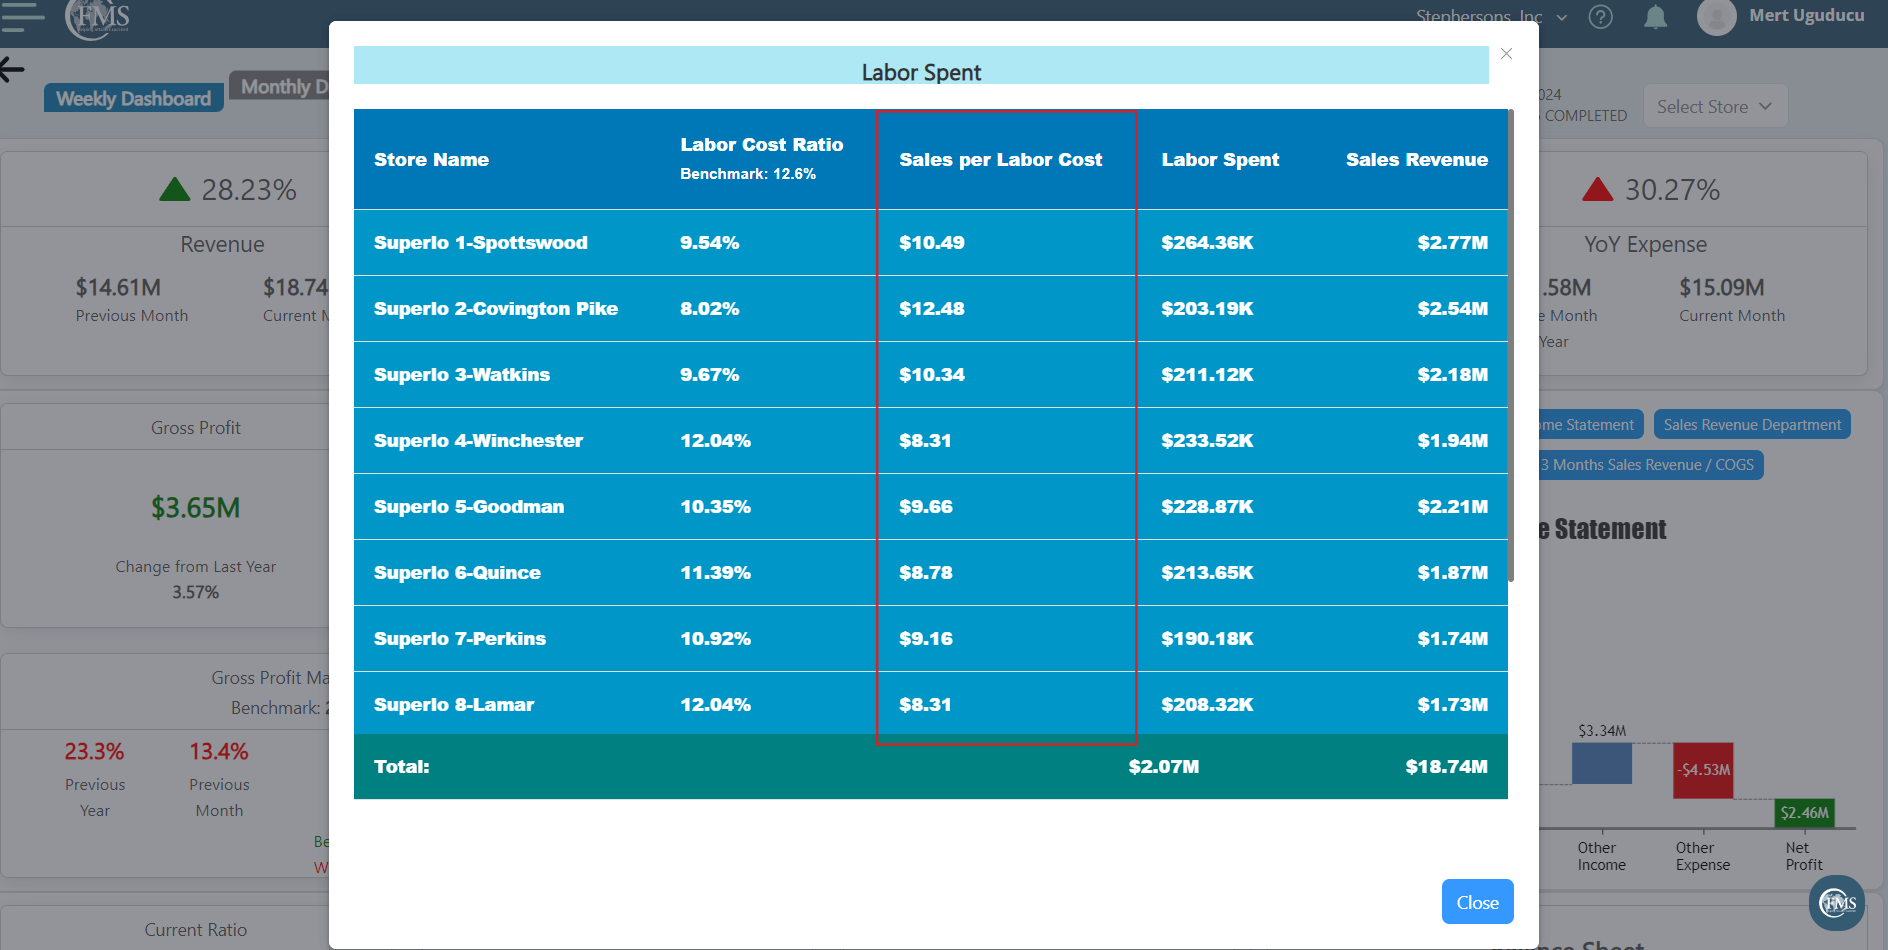 FMS
Stephersons, Inc
Mert Uguducu
Weekly Dashboard
Monthly D
024
COMPLETED
Select Store
Labor Spent
Store Name Labor Cost Ratio Sales per Labor Cost Labor Spent Sales Revenue
Benchmark: 12.6%
Superlo 1-Spottswood 9.54% $10.49 $264.36K $2.77M
Superlo 2-Covington Pike 8.02% $12.48 $203.19K $2.54M
Superlo 3-Watkins 9.67% $10.34 $211.12K $2.18M
Superlo 4-Winchester 12.04% $8.31 $233.52K $1.94M
Superlo 5-Goodman 10.35% $9.66 $228.87K $2.21M
Superlo 6-Quince 11.39% $8.78 $213.65K $1.87M
Superlo 7-Perkins 10.92% $9.16 $190.18K $1.74M
Superlo 8-Lamar 12.04% $8.31 $208.32K $1.73M
Total: $2.07M $18.74M
Close
28.23%
Revenue
$14.61M $18.74
Previous Month Current M
Gross Profit
$3.65M
Change from Last Year
3.57%
Gross Profit Ma
Benchmark: 2
23.3% 13.4%
Previous Previous
Year Month
Be
W
Current Ratio
30.27%
YoY Expense
.58M $15.09M
e Month Current Month
Year
ome Statement Sales Revenue Department
3 Months Sales Revenue / COGS
e Statement
$3.34M
-$4.53M
$2.46M
Other Other Net
Income Expense Profit
FMS
nce Sheet